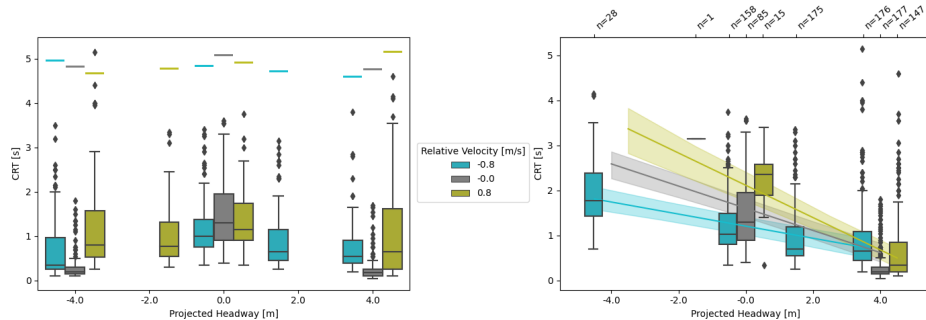 n=28
n=1
n=158
n=85
n=15
n=175
n=176
n=177
n=147
5
4
3
2
1
0
CRT [s]
-4.0
-2.0
0.0
2.0
4.0
Projected Headway [m]
Relative Velocity [m/s]
-0.8
-0.0
0.8
5
4
3
2
1
0
CRT [s]
-4.0
-2.0
-0.0
2.0
4.0
Projected Headway [m]